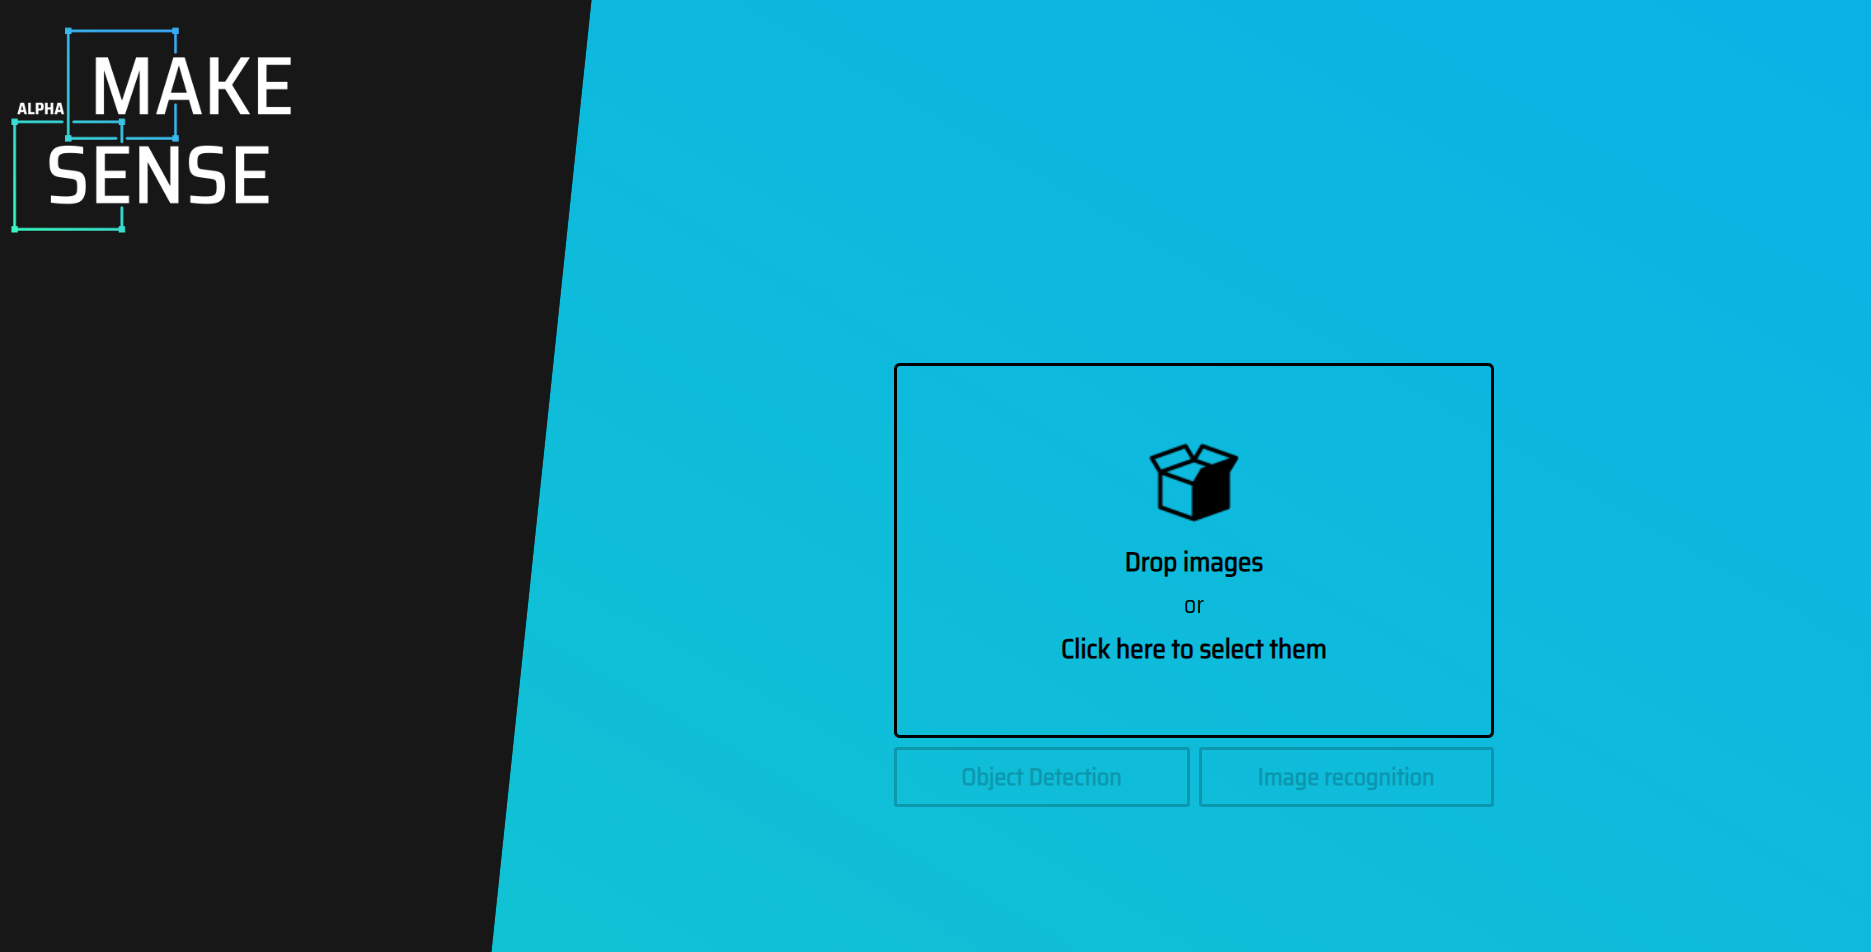 ALPHA
MAKE
SENSE
Drop images
or
Click here to select them
Object Detection
Image recognition